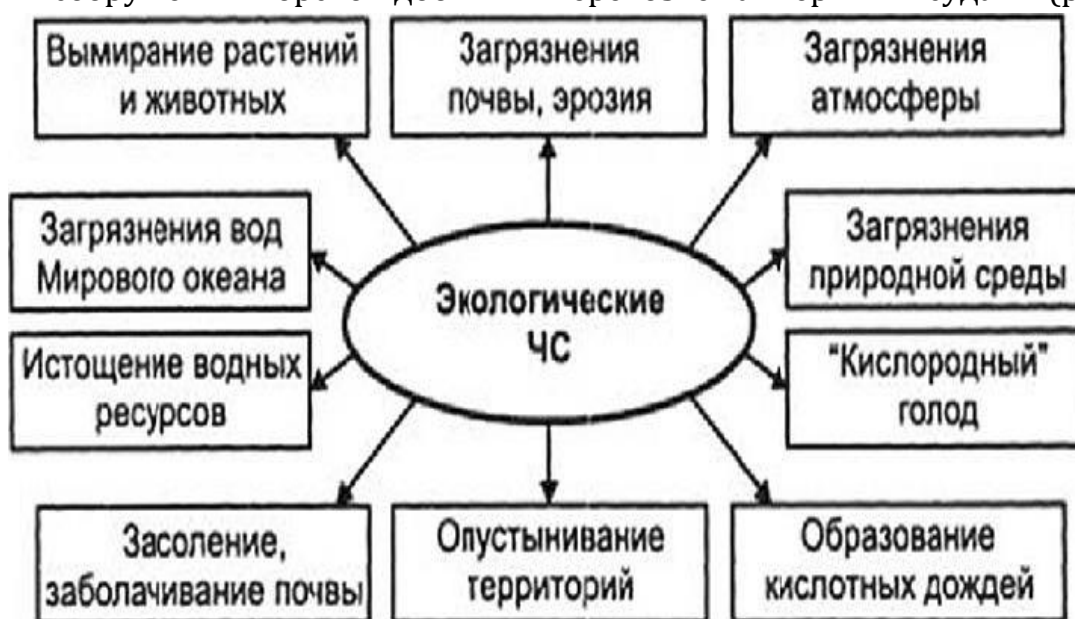 Вымирание растений
и животных
Загрязнения
почвы, эрозия
Загрязнения
атмосферы
Загрязнения вод
Мирового океана
Экологические
ЧС
Загрязнения
природной среды
Истощение водных
ресурсов
"Кислородный"
голод
Засоление,
заболачивание почвы
Опустынивание
территорий
Образование
кислотных дождей